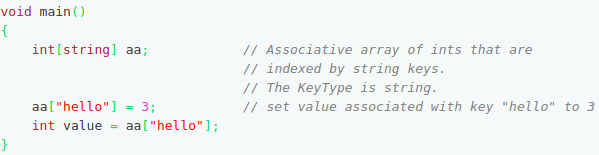 void main()
{
    int[string] aa;            // Associative array of ints that are
                               // indexed by string keys.
                               // The KeyType is string.
    aa["hello"] = 3;           // set value associated with key "hello" to 3
    int value = aa["hello"];
}